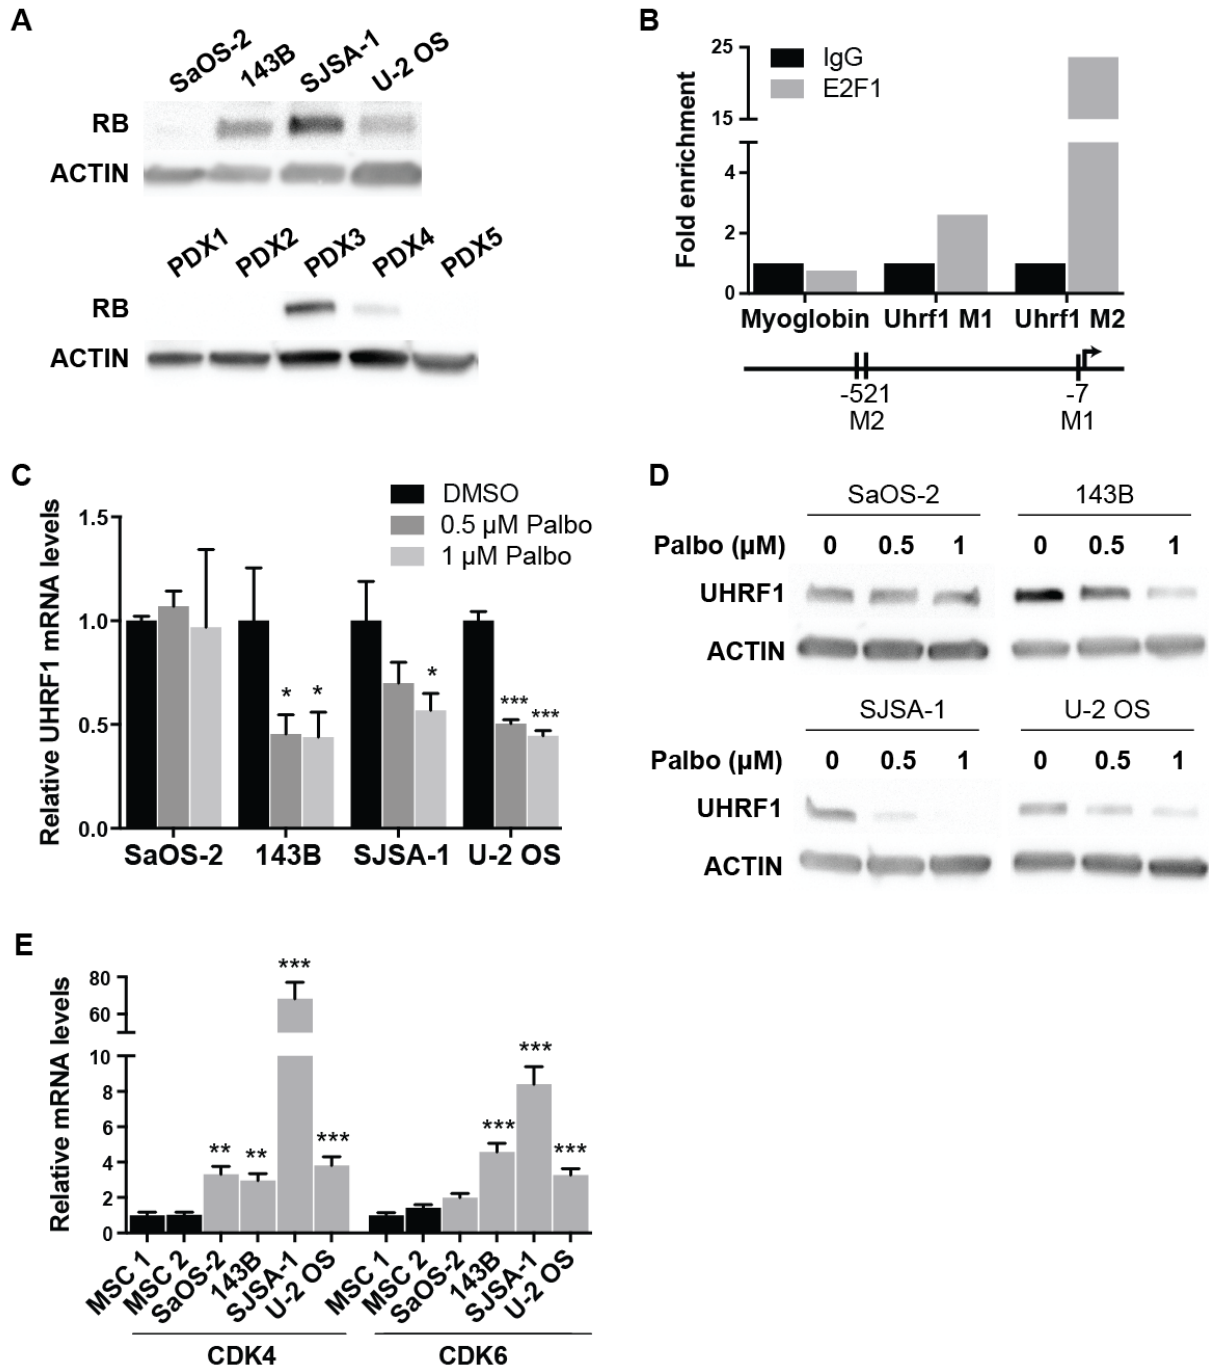 A
SaOS-2 143B SJSA-1 U-2 OS
RB
ACTIN
PDX1 PDX2 PDX3 PDX4 PDX5
RB
ACTIN
B
IgG
E2F1
Fold enrichment
25
15
4
2
0
Myoglobin Uhrf1 M1 Uhrf1 M2
-521 -7
M2 M1
C
DMSO
0.5 µM Palbo
1 µM Palbo
Relative UHRF1 mRNA levels
1.5
1.0
0.5
0.0
* * * *** ***
SaOS-2 143B SJSA-1 U-2 OS
D
SaOS-2 143B
Palbo (µM) 0 0.5 1 0 0.5 1
UHRF1
ACTIN
SJSA-1 U-2 OS
Palbo (µM) 0 0.5 1 0 0.5 1
UHRF1
ACTIN
E
Relative mRNA levels
80
60
10
8
6
4
2
0
** ** *** *** *** *** ***
MSC 1 MSC 2 SaOS-2 143B SJSA-1 U-2 OS MSC 1 MSC 2 SaOS-2 143B SJSA-1 U-2 OS
CDK4 CDK6